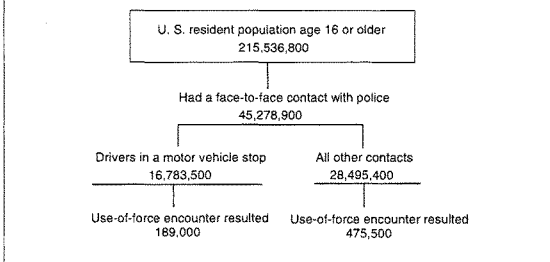 U. S. resident population age 16 or older
215,536,800
Had a face-to-face contact with police
45,278,900
Drivers in a motor vehicle stop
16,783,500
All other contacts
28,495,400
Use-of-force encounter resulted
189,000
Use-of-force encounter resulted
475,500